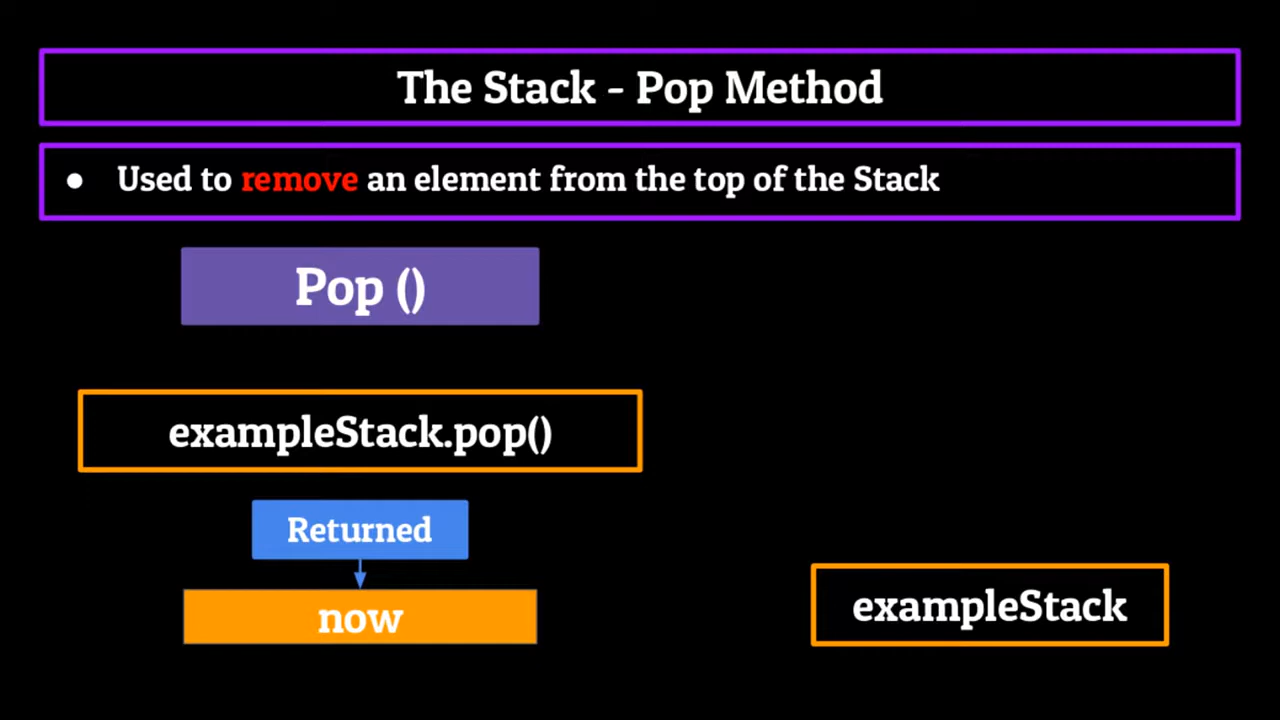 The Stack - Pop Method
● Used to remove an element from the top of the Stack
Pop ()
exampleStack.pop()
Returned
now
exampleStack